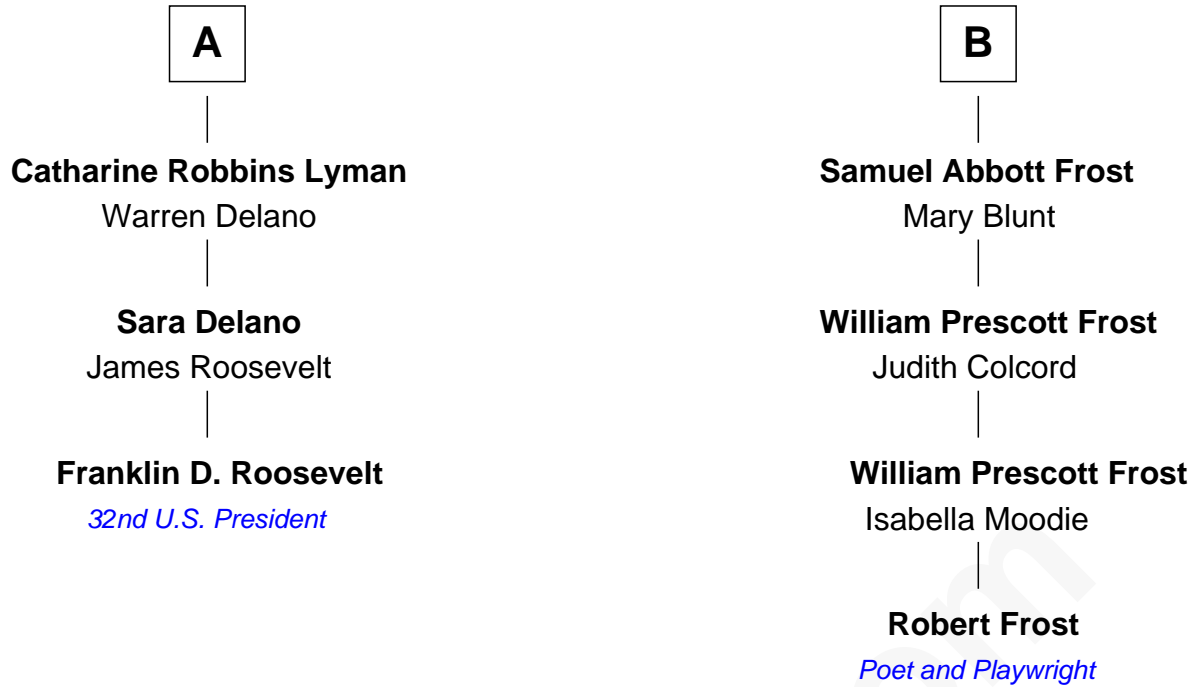 A
Catharine Robbins Lyman
Warren Delano
Sara Delano
James Roosevelt
Franklin D. Roosevelt
32nd U.S. President
B
Samuel Abbott Frost
Mary Blunt
William Prescott Frost
Judith Colcord
William Prescott Frost
Isabella Moodie
Robert Frost
Poet and Playwright